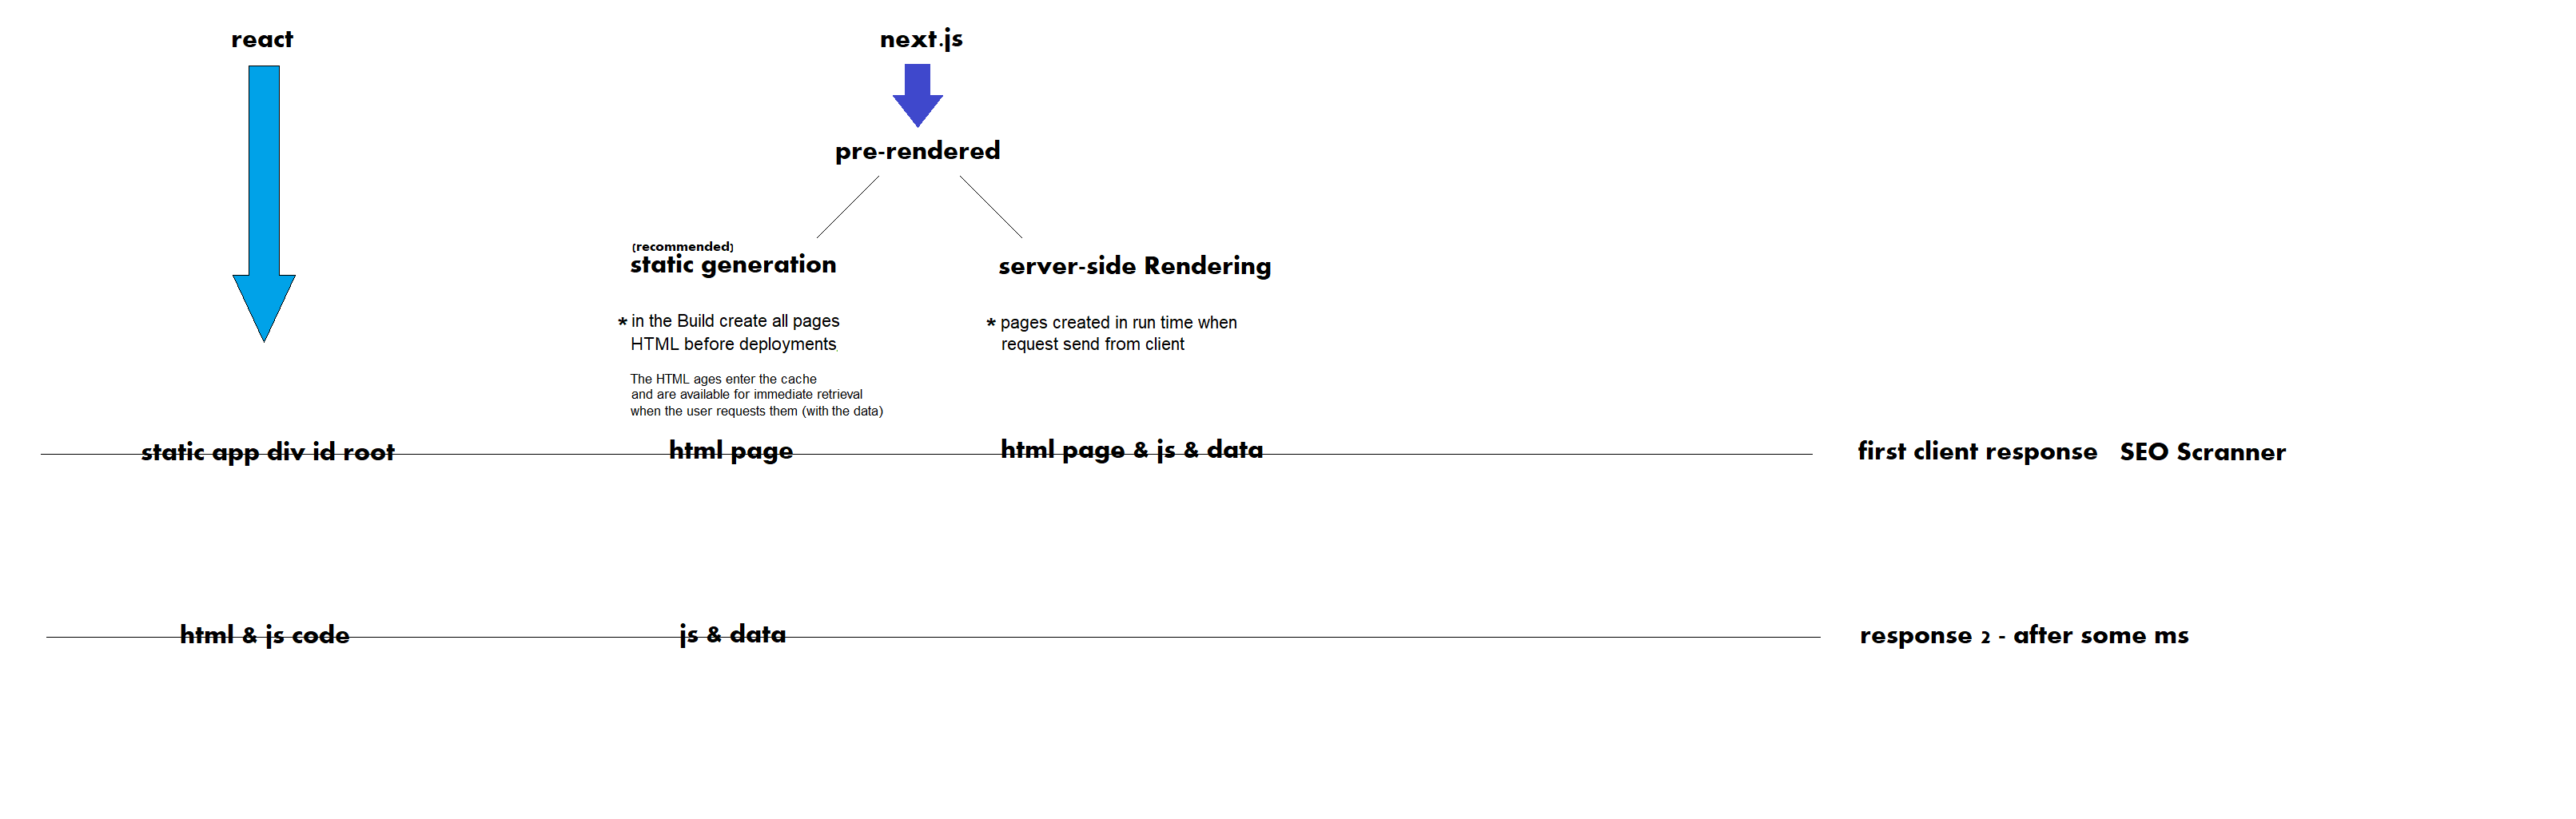 react
next.js
pre-rendered
(recommended)
static generation
server-side Rendering
* in the Build create all pages
HTML before deployments
* pages created in run time when
request send from client
The HTML ages enter the cache
and are available for immediate retrieval
when the user requests them (with the data)
static app div id root
html page
html page & js & data
first client response SEO Scranner
html & js code
js & data
response 2 - after some ms